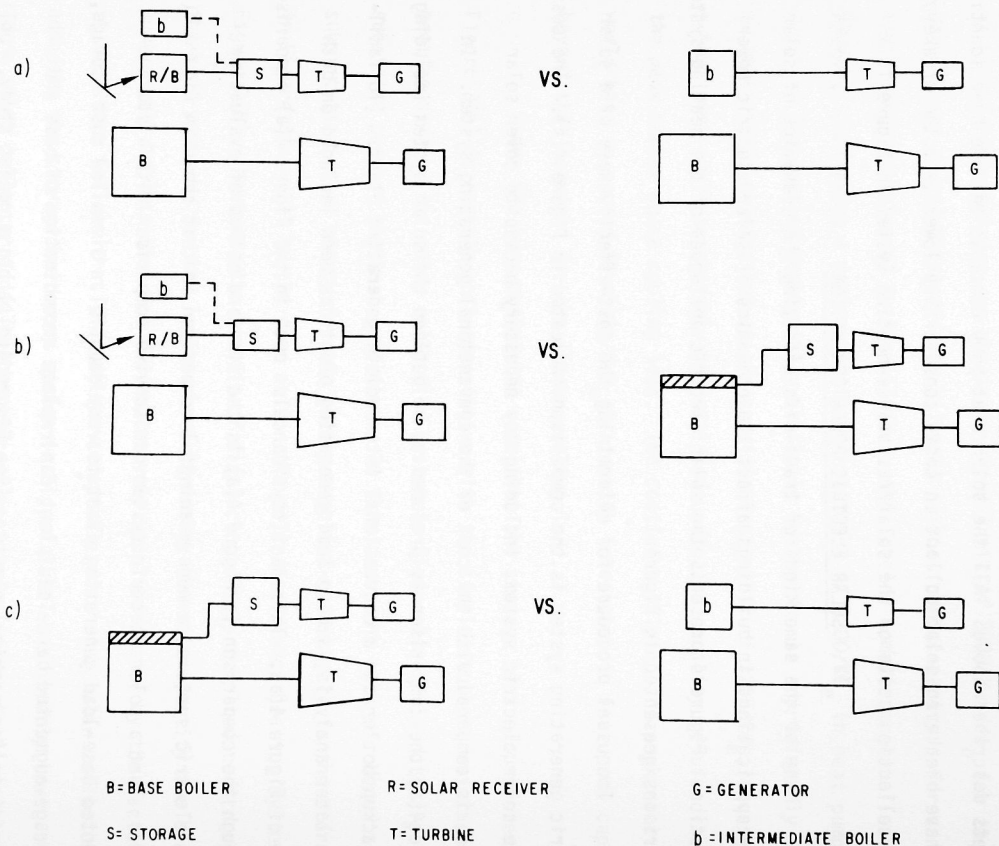 b
a) R/B S T G VS. b T G
B T G B T G
b
b) R/B S T G VS. S T G
B T G B T G
c) S T G VS. b T G
B T G B T G
B=BASE BOILER R=SOLAR RECEIVER G=GENERATOR
S=STORAGE T=TURBINE b=INTERMEDIATE BOILER